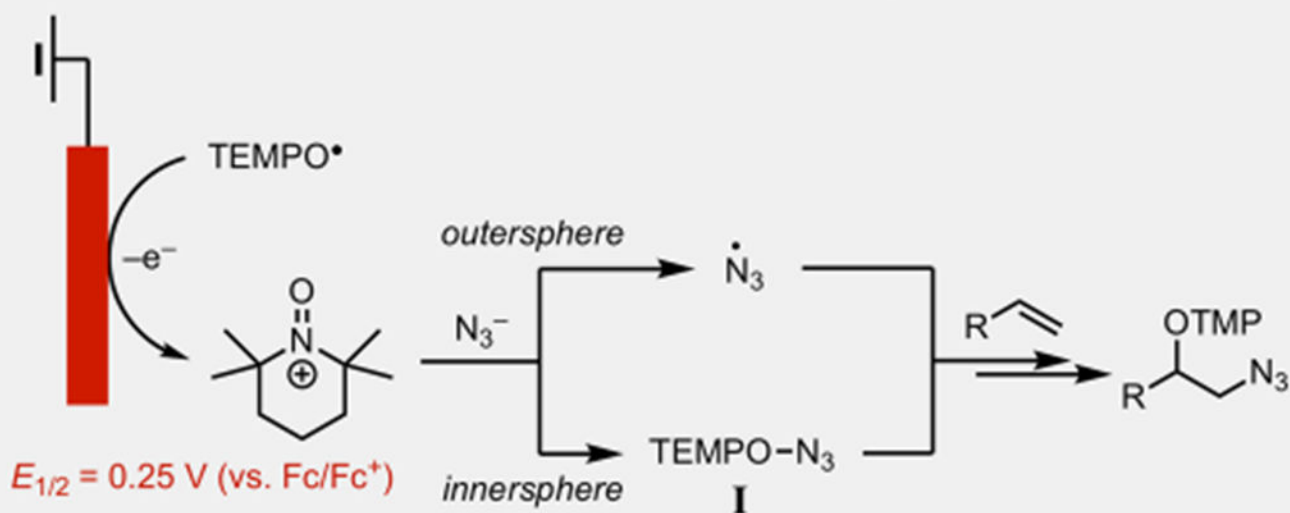 TEMPO•
–e⁻
outersphere
Ṅ₃
O
N
⊕
N₃⁻
R
OTMP
R
N₃
TEMPO–N₃
E₁/₂ = 0.25 V (vs. Fc/Fc⁺)
innersphere
I